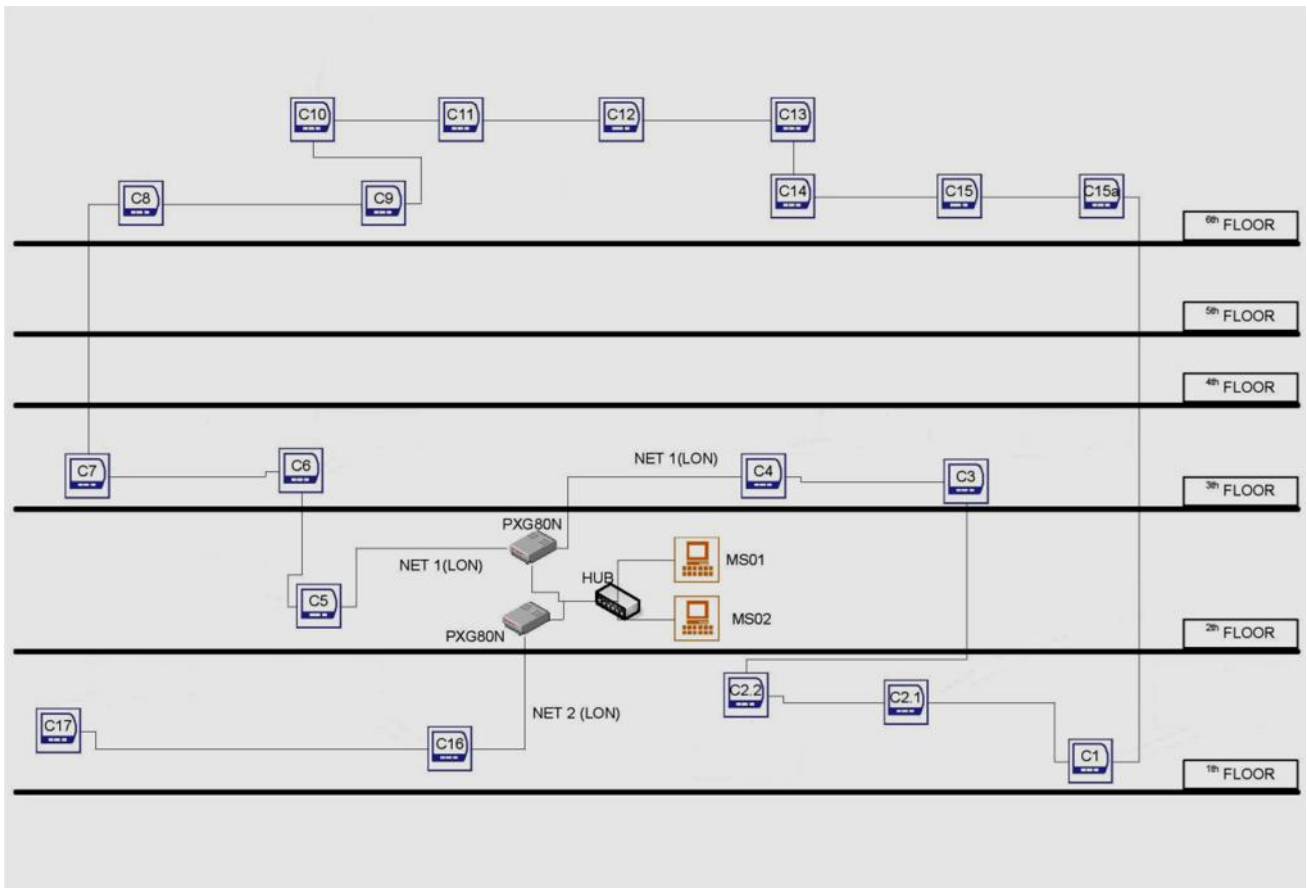 C10
C11
C12
C13
C8
C9
C14
C15
C15a
6th FLOOR
5th FLOOR
4th FLOOR
C7
C6
NET 1(LON)
C4
C3
3th FLOOR
PXG80N
NET 1(LON)
HUB
MS01
C5
PXG80N
MS02
2th FLOOR
C2.2
C2.1
C17
NET 2 (LON)
C16
C1
1th FLOOR